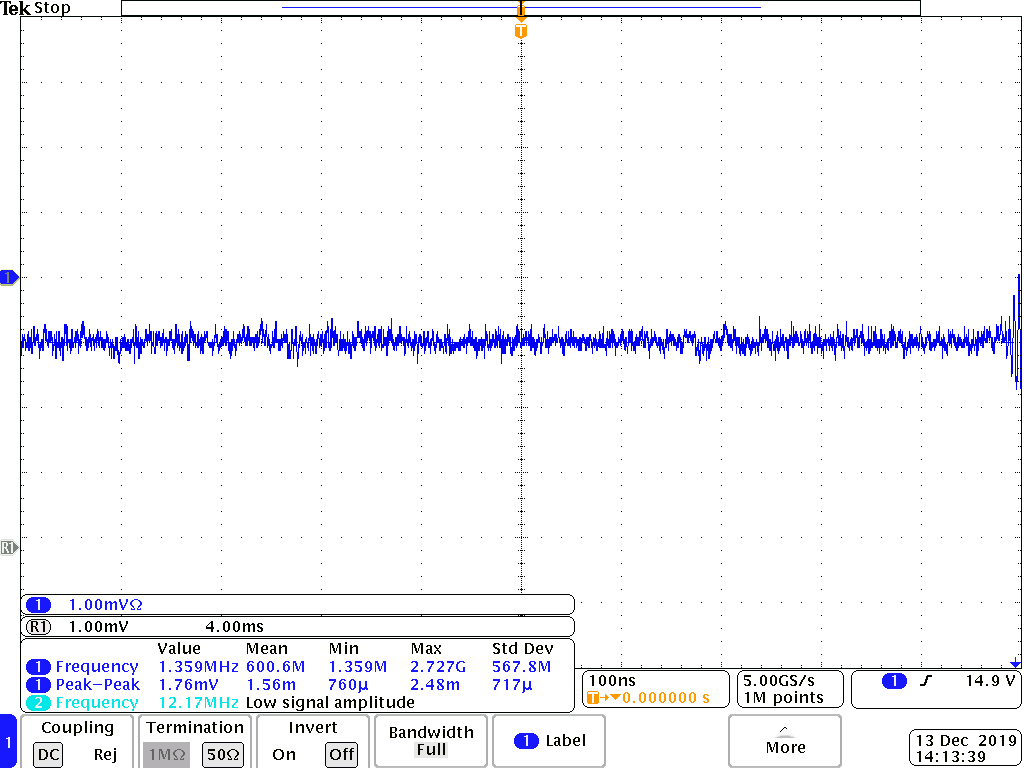 Tek Stop
T
1
R1
1 1.00mVΩ
R1 1.00mV 4.00ms
Value Mean Min Max Std Dev
1 Frequency 1.359MHz 600.6M 1.359M 2.727G 567.8M
1 Peak-Peak 1.76mV 1.56m 760μ 2.48m 717μ
2 Frequency 12.17MHz Low signal amplitude
100ns
T→▼0.000000 s
5.00GS/s
1M points
1 14.9 V
1
Coupling
DC Rej
Termination
1MΩ 50Ω
Invert
On Off
Bandwidth
Full
1 Label
More
13 Dec 2019
14:13:39